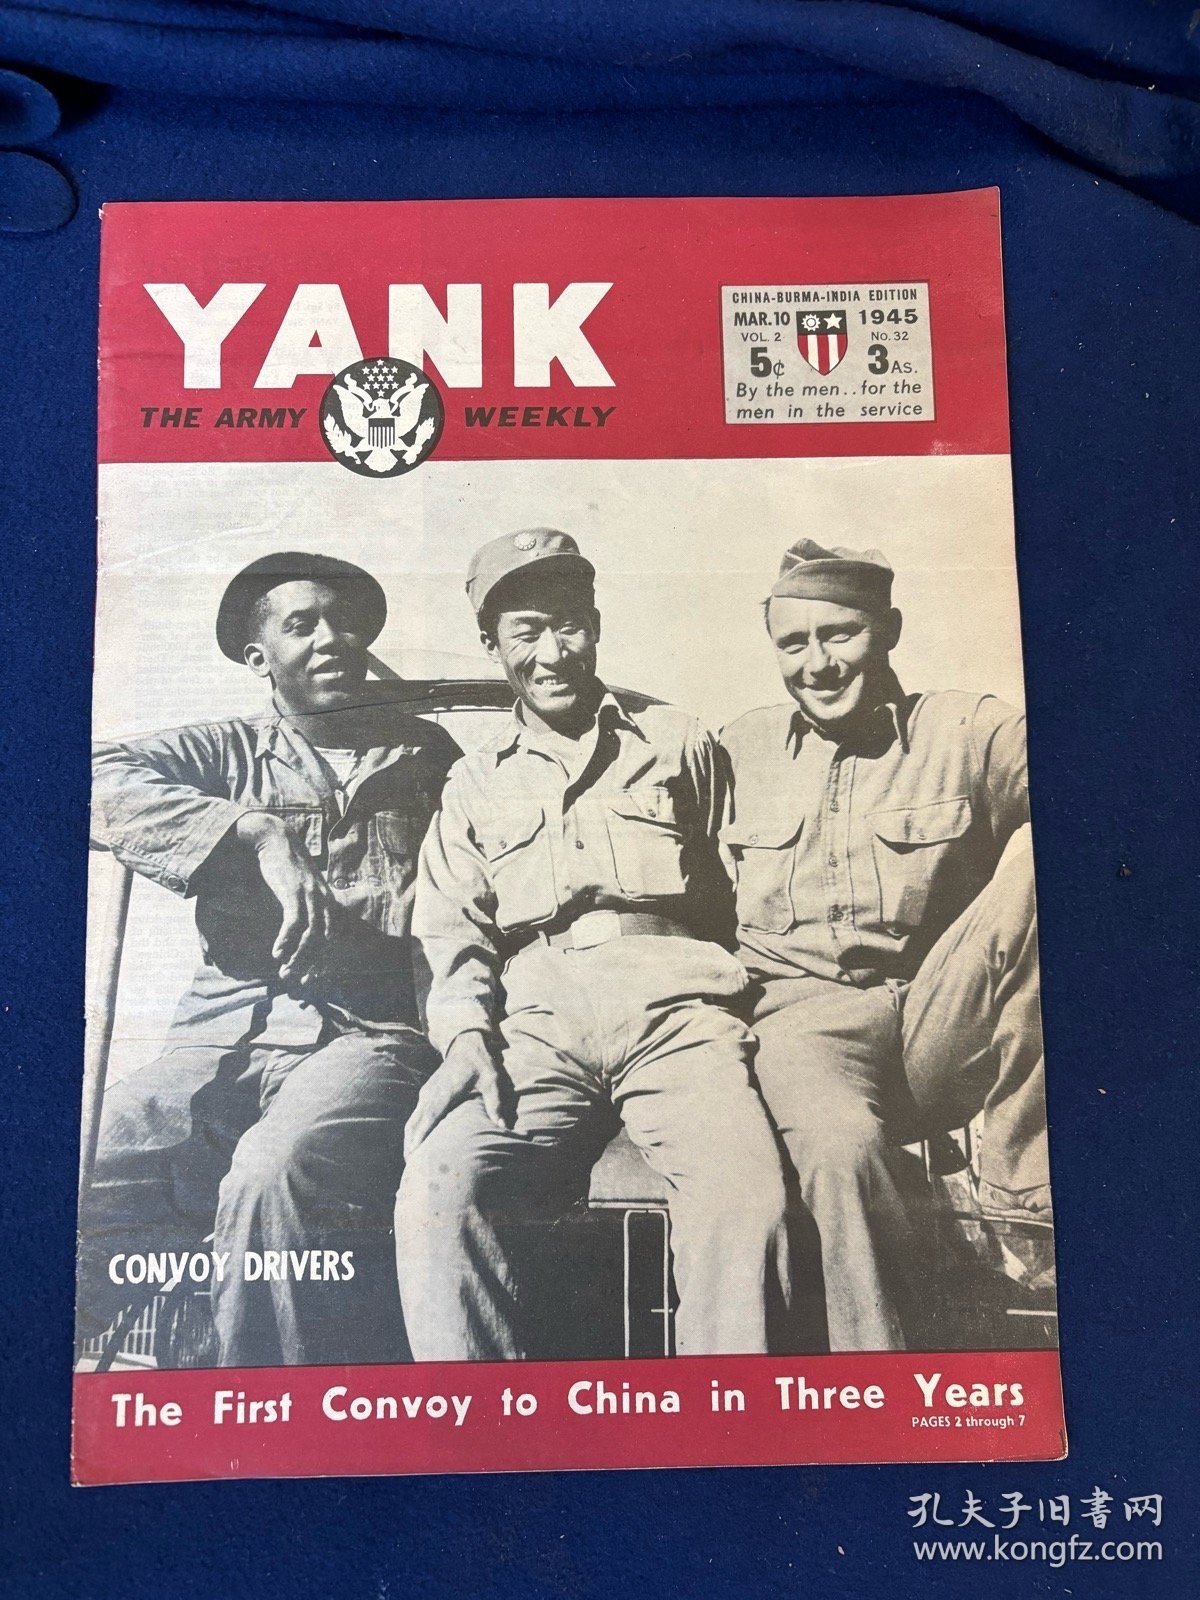 YANK
THE ARMY WEEKLY
CHINA-BURMA-INDIA EDITION
MAR. 10 1945
VOL. 2 No. 32
5¢ 3 As.
By the men.. for the
men in the service
CONVOY DRIVERS
The First Convoy to China in Three Years
PAGES 2 through 7
孔夫子旧书网
www.kongfz.com